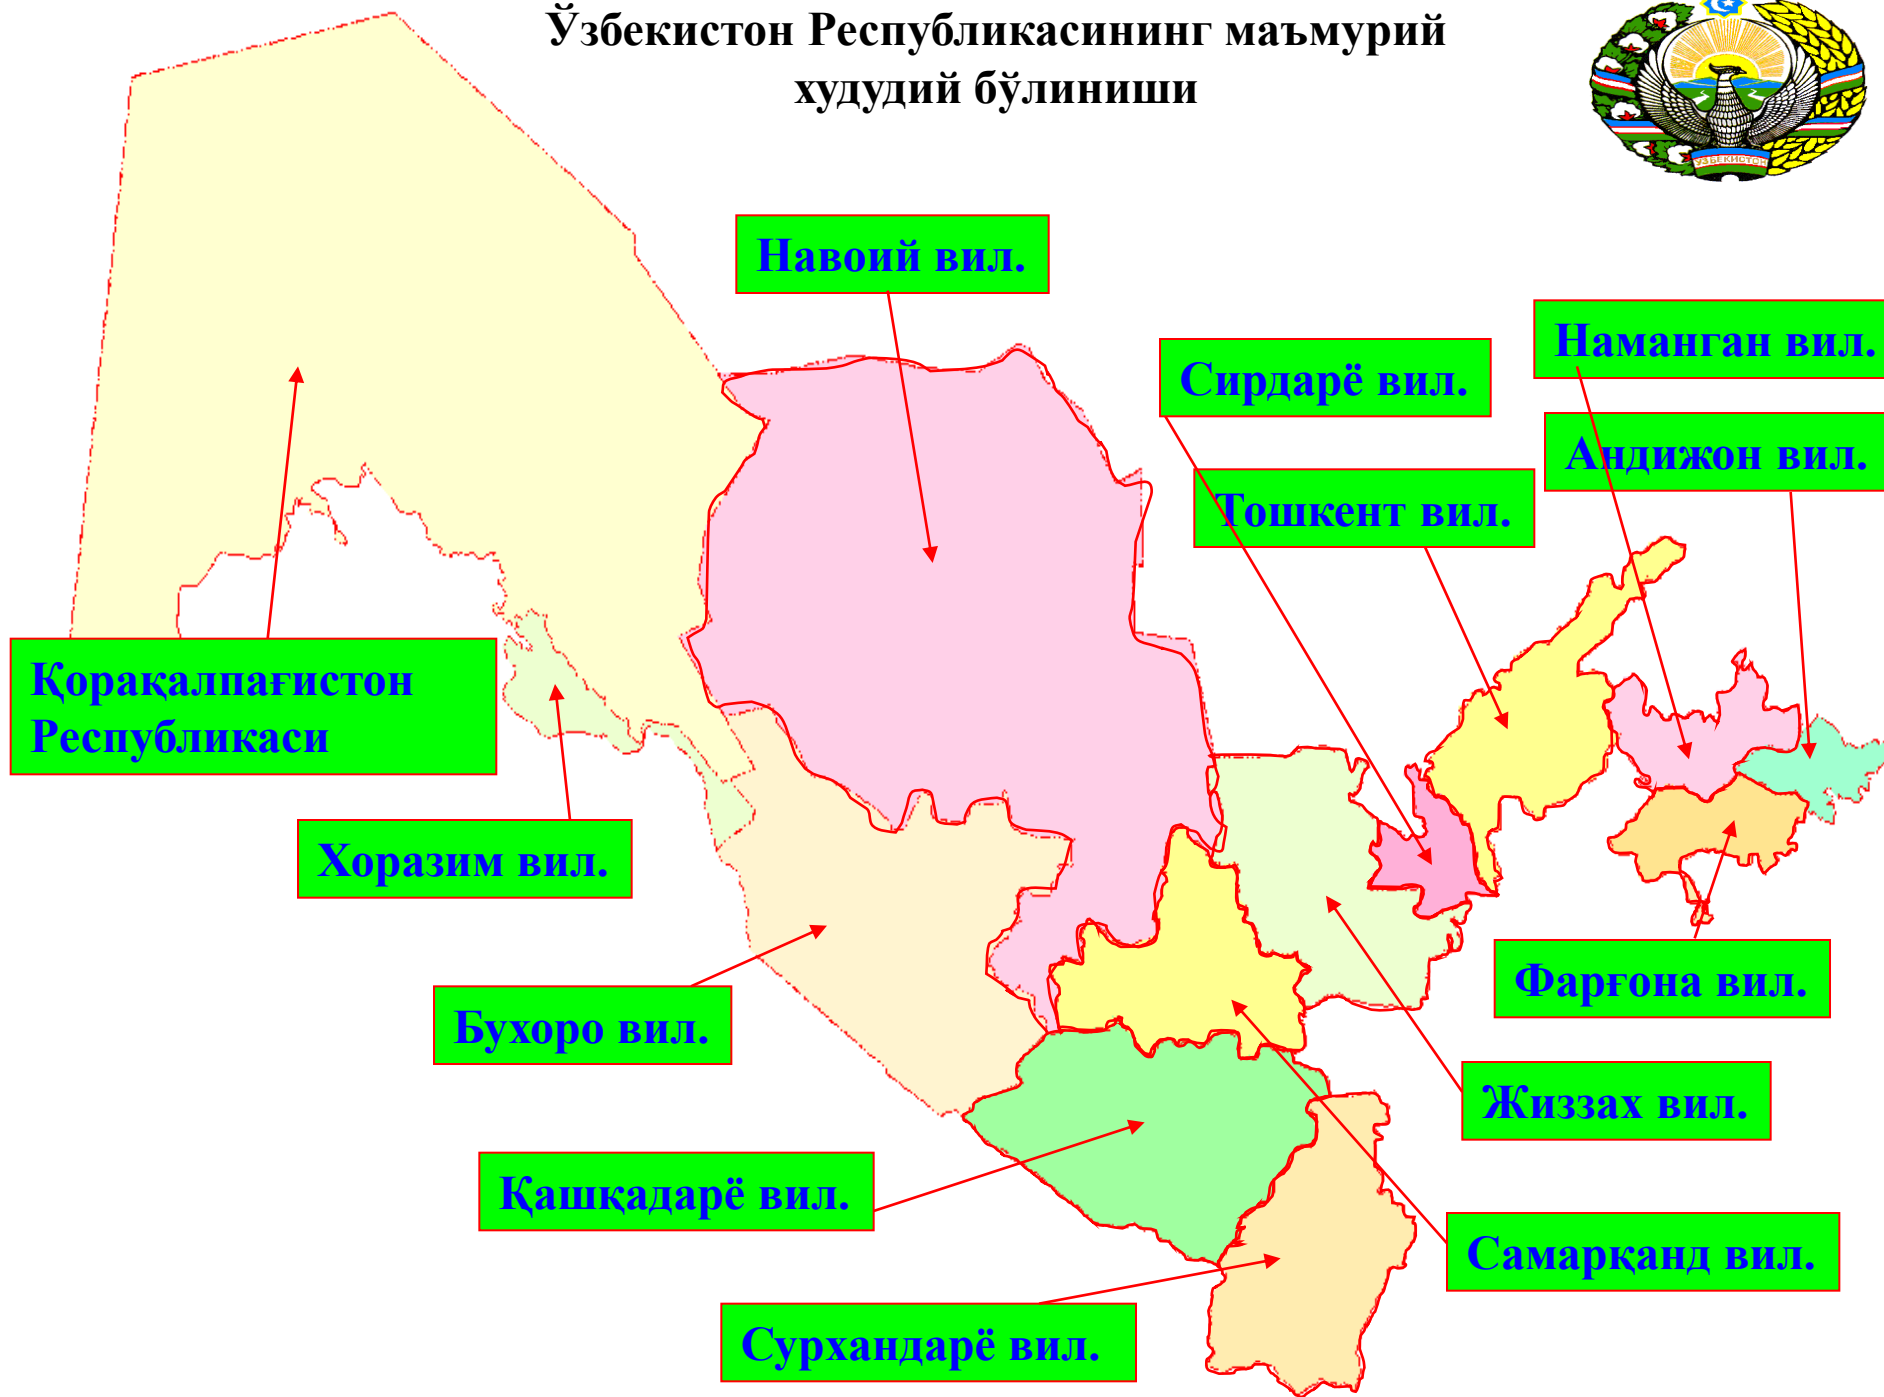 Ўзбекистон Республикасининг маъмурий
худудий бўлиниши
ЎЗБЕКИСТОН
Навоий вил.
Наманган вил.
Сирдарё вил.
Андижон вил.
Тошкент вил.
Қорақалпағистон
Республикаси
Хоразим вил.
Фарғона вил.
Бухоро вил.
Жиззах вил.
Қашқадарё вил.
Самарқанд вил.
Сурхандарё вил.